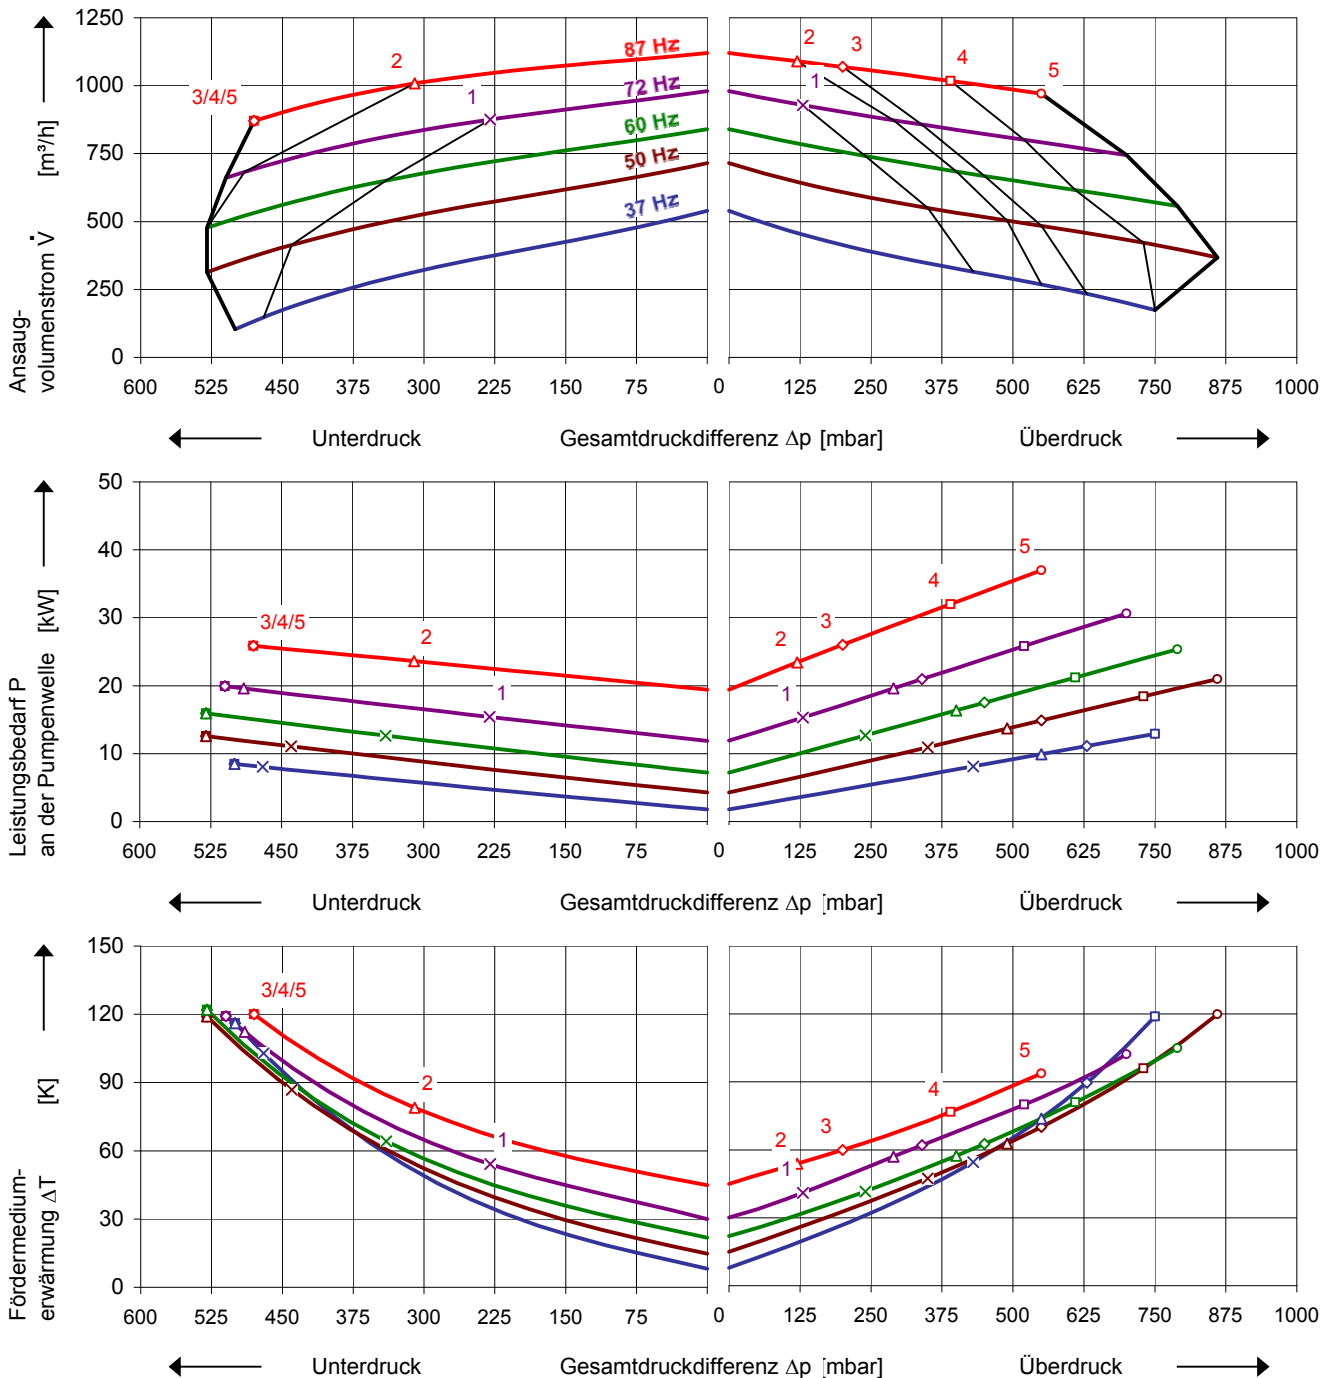 1250
1000
750
500
250
0
[m³/h]
Ansaug-
volumenstrom V̇
87 Hz
72 Hz
60 Hz
50 Hz
37 Hz
3/4/5
2
1
2
3
4
5
1
600 525 450 375 300 225 150 75 0 125 250 375 500 625 750 875 1000
Unterdruck Gesamtdruckdifferenz Δp [mbar] Überdruck
50
40
30
20
10
0
[kW]
Leistungsbedarf P
an der Pumpenwelle
3/4/5
2
1
5
4
3
2
1
600 525 450 375 300 225 150 75 0 125 250 375 500 625 750 875 1000
Unterdruck Gesamtdruckdifferenz Δp [mbar] Überdruck
150
120
90
60
30
0
[K]
Fördermedium-
erwärmung ΔT
3/4/5
2
1
5
4
3
2
1
600 525 450 375 300 225 150 75 0 125 250 375 500 625 750 875 1000
Unterdruck Gesamtdruckdifferenz Δp [mbar] Überdruck